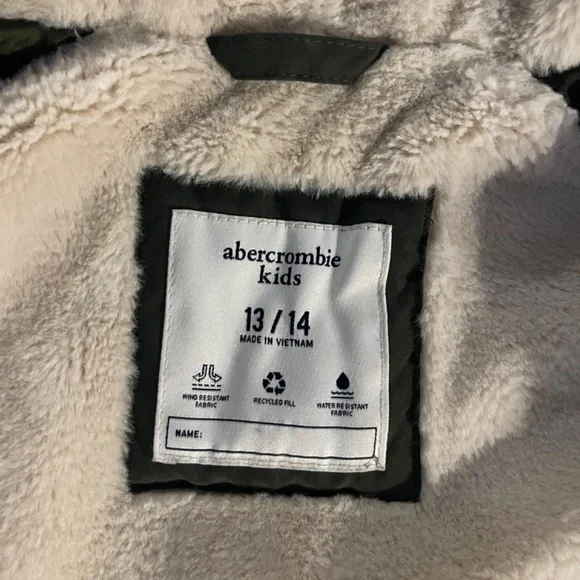 abercrombie
kids
13 / 14
MADE IN VIETNAM
WIND RESISTANT
FABRIC
RECYCLED FILL
WATER RESISTANT
FABRIC
NAME: